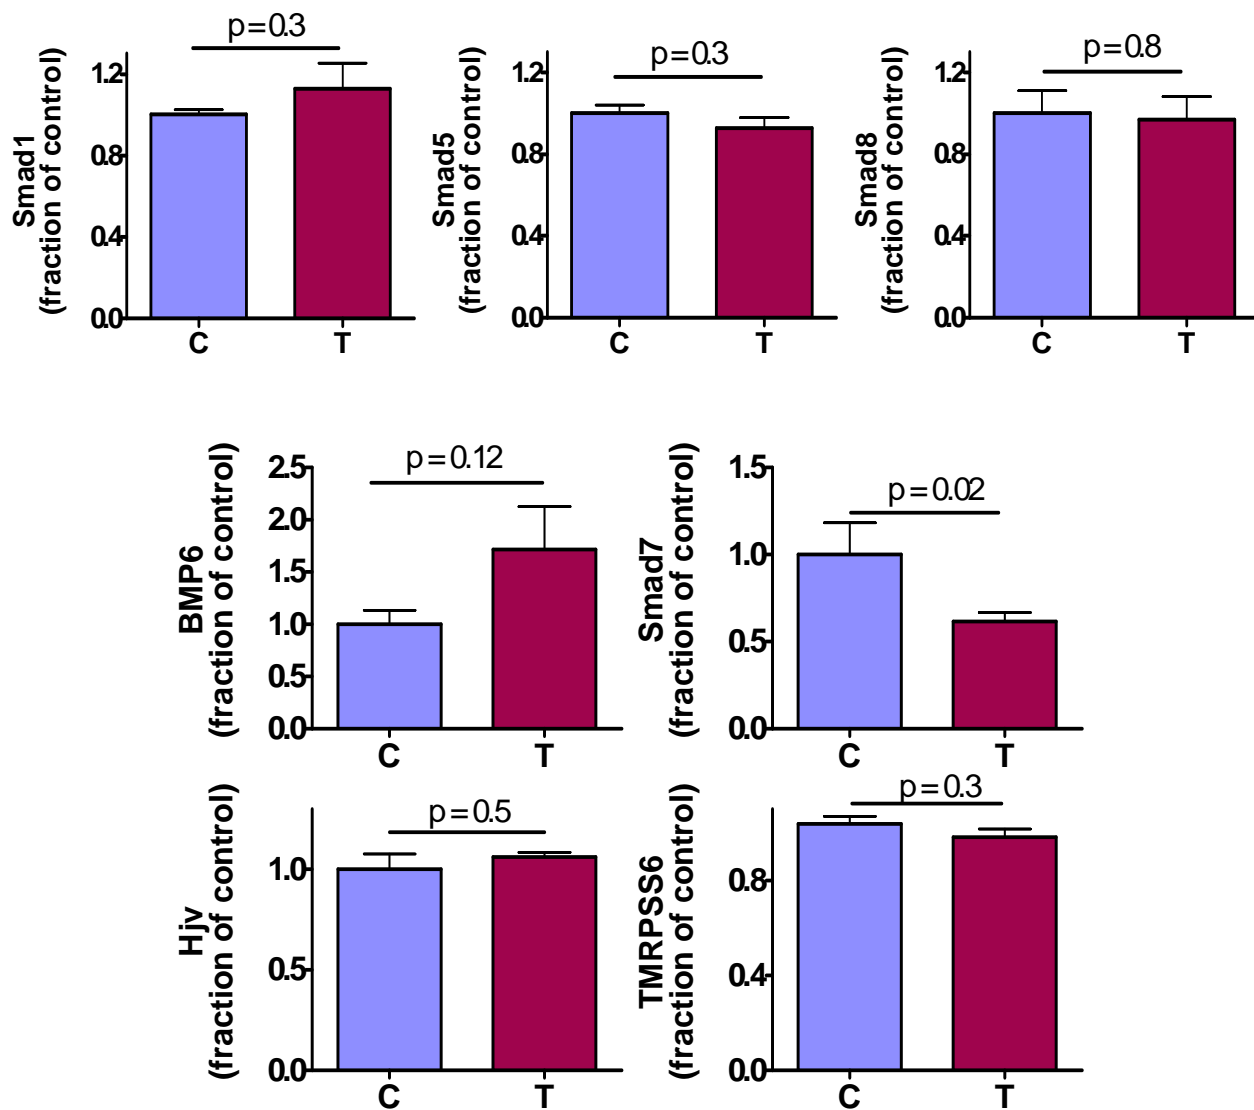 p=0.3
Smad1
(fraction of control)
1.2
0.8
0.4
0.0
C T
p=0.3
Smad5
(fraction of control)
1.2
0.8
0.4
0.0
C T
p=0.8
Smad8
(fraction of control)
1.2
0.8
0.4
0.0
C T
p=0.12
BMP6
(fraction of control)
2.5
2.0
1.5
1.0
0.5
0.0
C T
p=0.02
Smad7
(fraction of control)
1.5
1.0
0.5
0.0
C T
p=0.5
Hjv
(fraction of control)
1.0
0.5
0.0
C T
p=0.3
TMRPSS6
(fraction of control)
0.8
0.4
0.0
C T